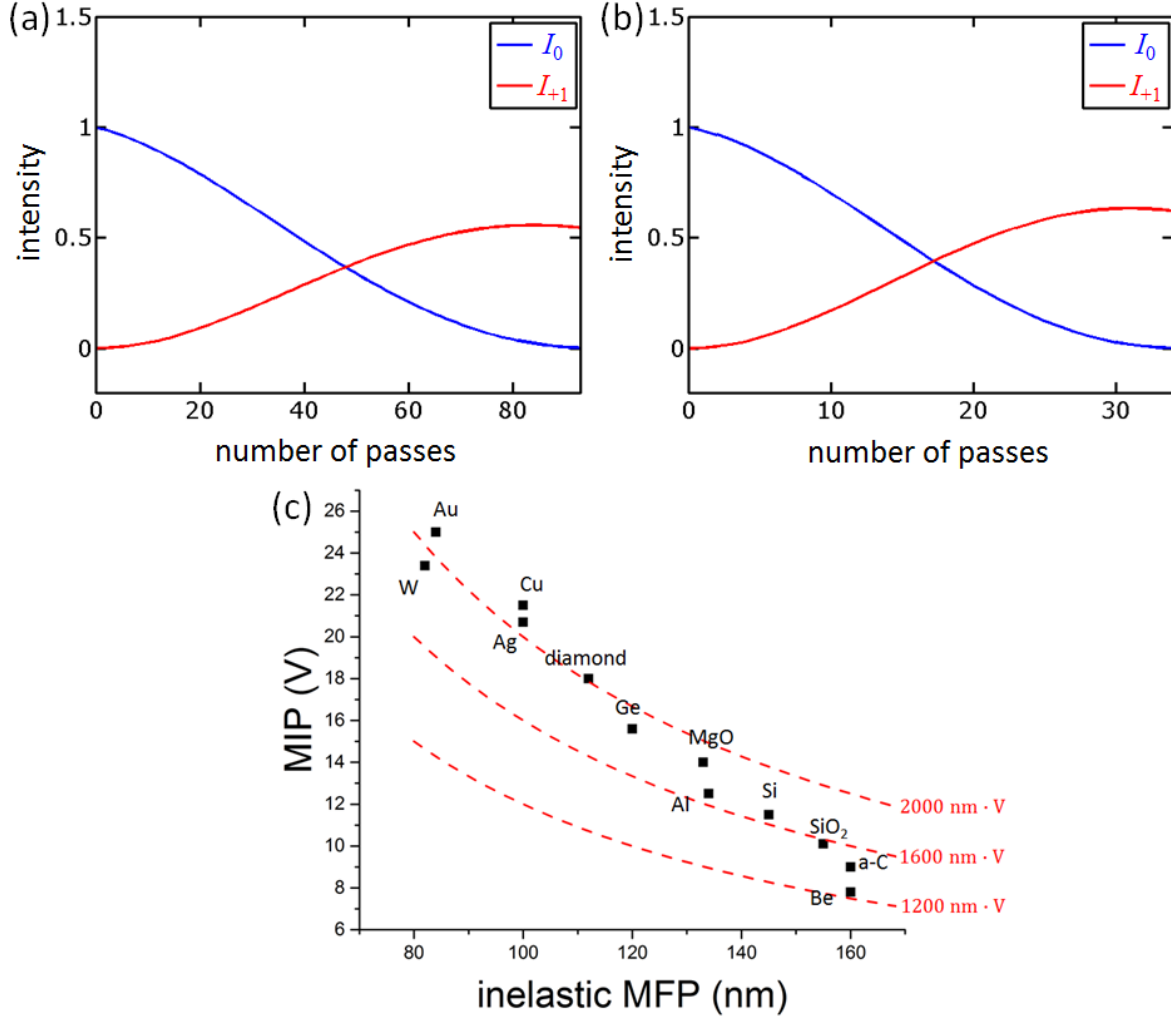 (a)
1.5
1
0.5
0
intensity
I₀
I₊₁
0 20 40 60 80
number of passes
(b)
1.5
1
0.5
0
intensity
I₀
I₊₁
0 10 20 30
number of passes
(c)
26
24
22
20
18
16
14
12
10
8
6
MIP (V)
Au
W
Cu
Ag
diamond
Ge
MgO
Al
Si
SiO₂
a-C
Be
2000 nm · V
1600 nm · V
1200 nm · V
80 100 120 140 160
inelastic MFP (nm)